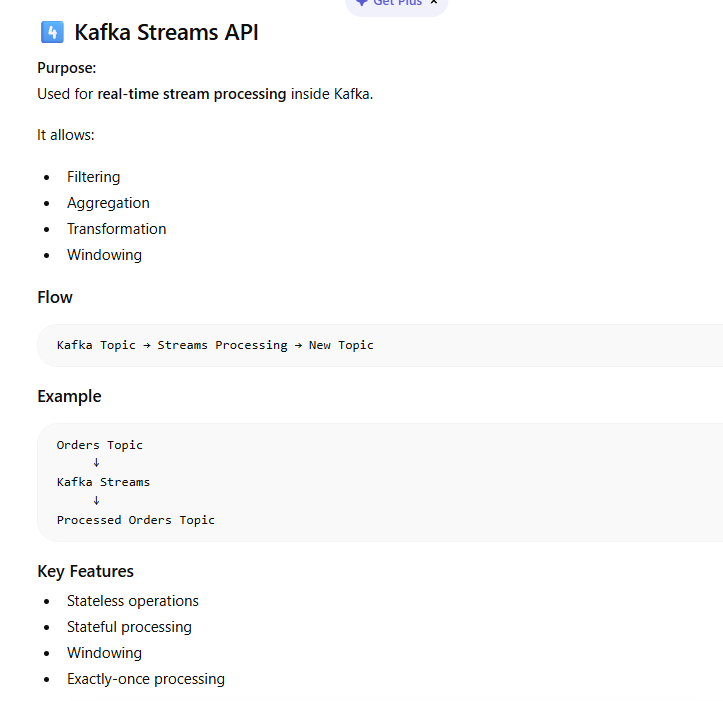 Get Plus ×
4 Kafka Streams API
Purpose:
Used for real-time stream processing inside Kafka.
It allows:
• Filtering
• Aggregation
• Transformation
• Windowing
Flow
Kafka Topic → Streams Processing → New Topic
Example
Orders Topic
↓
Kafka Streams
↓
Processed Orders Topic
Key Features
• Stateless operations
• Stateful processing
• Windowing
• Exactly-once processing